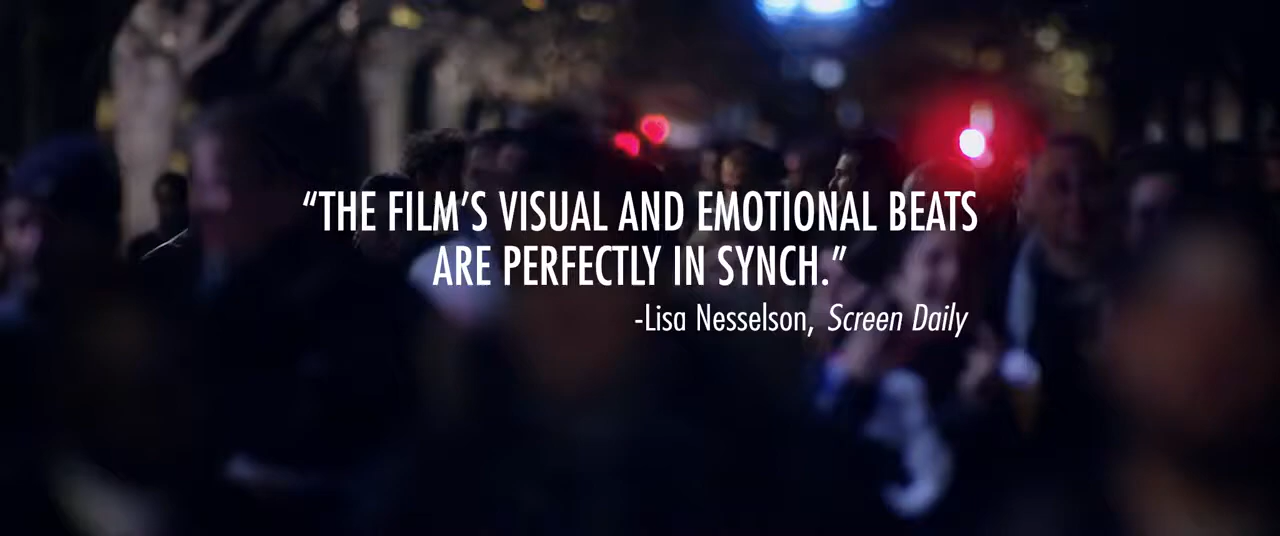 “THE FILM’S VISUAL AND EMOTIONAL BEATS
ARE PERFECTLY IN SYNCH.”
-Lisa Nesselson, Screen Daily